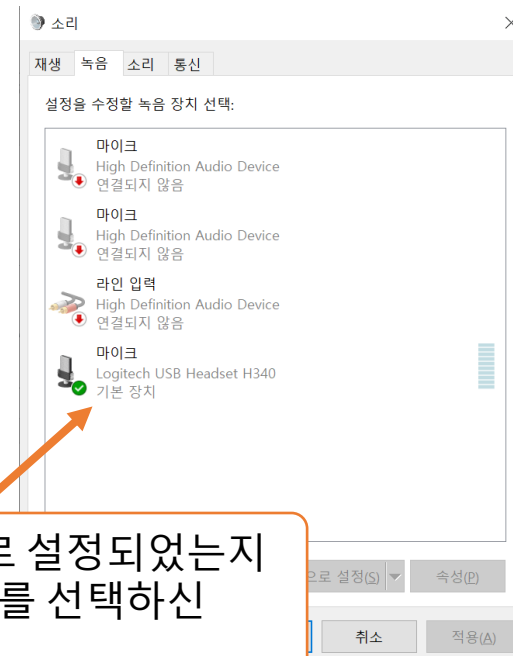 소리
재생 녹음 소리 통신
설정을 수정할 녹음 장치 선택:
마이크
High Definition Audio Device
연결되지 않음
마이크
High Definition Audio Device
연결되지 않음
라인 입력
High Definition Audio Device
연결되지 않음
마이크
Logitech USB Headset H340
기본 장치
로 설정되었는지
를 선택하신
으로 설정(S) 속성(P)
취소 적용(A)